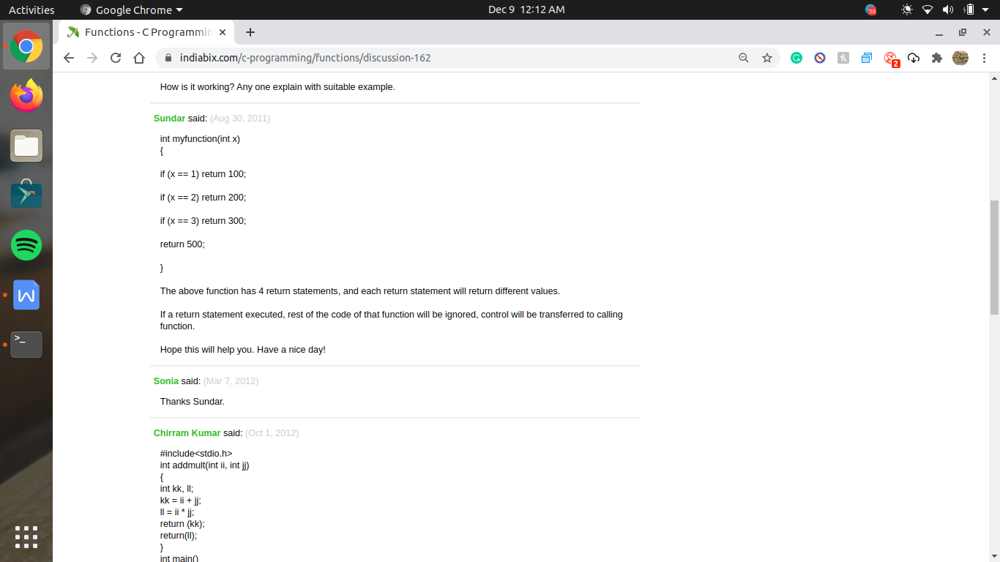 Activities
Google Chrome
Dec 9 12:12 AM
58
Functions - C Programmin
indiabix.com/c-programming/functions/discussion-162
2
How is it working? Any one explain with suitable example.
Sundar said: (Aug 30, 2011)
int myfunction(int x)
{
if (x == 1) return 100;
if (x == 2) return 200;
if (x == 3) return 300;
return 500;
}
The above function has 4 return statements, and each return statement will return different values.
If a return statement executed, rest of the code of that function will be ignored, control will be transferred to calling
function.
Hope this will help you. Have a nice day!
Sonia said: (Mar 7, 2012)
Thanks Sundar.
Chirram Kumar said: (Oct 1, 2012)
#include<stdio.h>
int addmult(int ii, int jj)
{
int kk, ll;
kk = ii + jj;
ll = ii * jj;
return (kk);
return(ll);
}
int main()